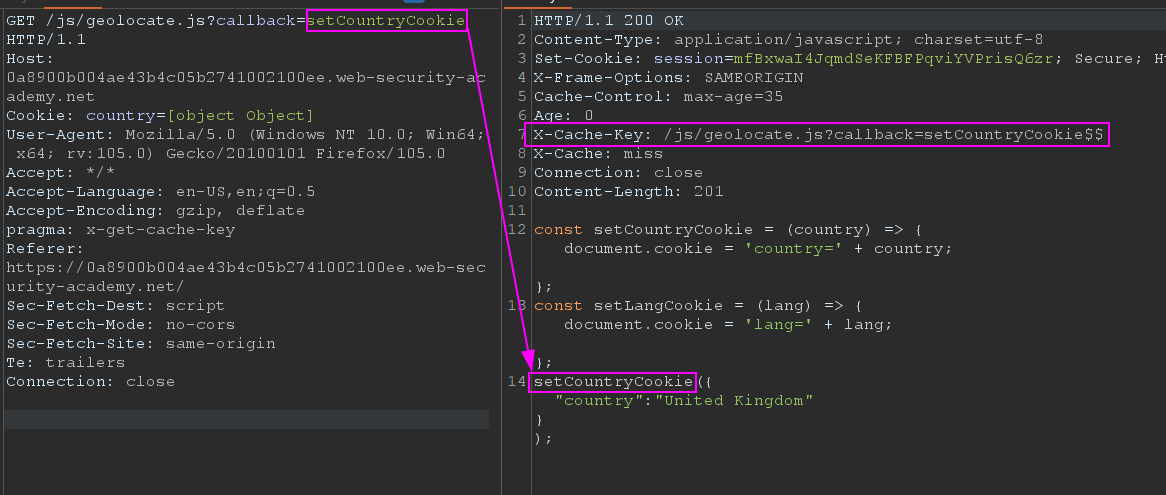 GET /js/geolocate.js?callback=setCountryCookie
HTTP/1.1
Host:
0a8900b004ae43b4c05b2741002100ee.web-security-ac
ademy.net
Cookie: country=[object Object]
User-Agent: Mozilla/5.0 (Windows NT 10.0; Win64;
x64; rv:105.0) Gecko/20100101 Firefox/105.0
Accept: */*
Accept-Language: en-US,en;q=0.5
Accept-Encoding: gzip, deflate
pragma: x-get-cache-key
Referer:
https://0a8900b004ae43b4c05b2741002100ee.web-sec
urity-academy.net/
Sec-Fetch-Dest: script
Sec-Fetch-Mode: no-cors
Sec-Fetch-Site: same-origin
Te: trailers
Connection: close
1 HTTP/1.1 200 OK
2 Content-Type: application/javascript; charset=utf-8
3 Set-Cookie: session=mfBxwaI4JqmdSeKFBFPqviYVPrisQ6zr; Secure; Ht
4 X-Frame-Options: SAMEORIGIN
5 Cache-Control: max-age=35
6 Age: 0
7 X-Cache-Key: /js/geolocate.js?callback=setCountryCookie$$
8 X-Cache: miss
9 Connection: close
10 Content-Length: 201
11
12 const setCountryCookie = (country) => {
document.cookie = 'country=' + country;
};
13 const setLangCookie = (lang) => {
document.cookie = 'lang=' + lang;
};
14 setCountryCookie({
"country":"United Kingdom"
}
);